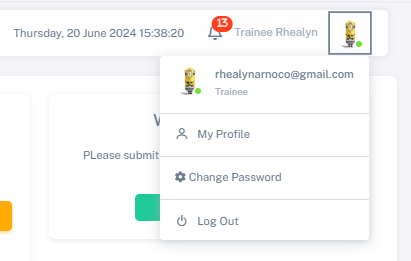 Thursday, 20 June 2024 15:38:20
13
Trainee Rhealyn
rhealynarnoco@gmail.com
Trainee
W
PLease submit
My Profile
Change Password
Log Out